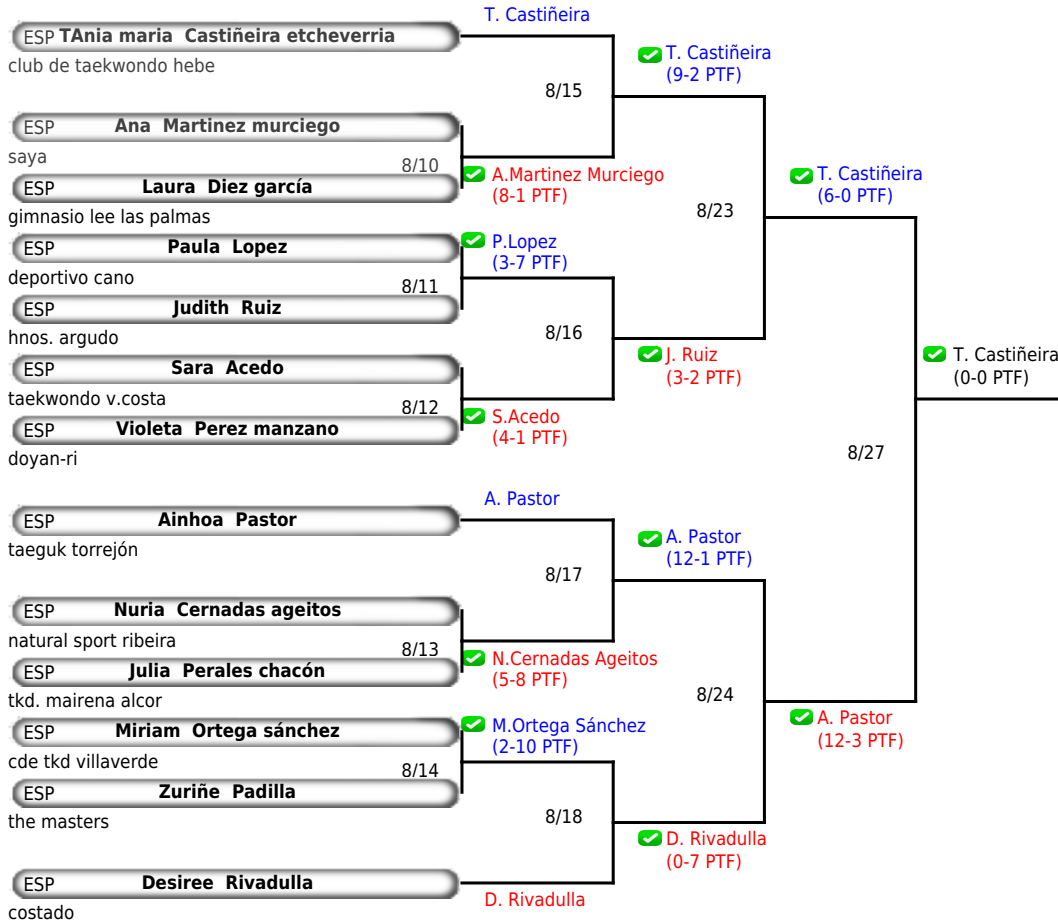 T. Castiñeira
ESP TAnia maria Castiñeira etcheverria
club de taekwondo hebe
T. Castiñeira
(9-2 PTF)
8/15
ESP Ana Martinez murciego
saya
8/10
ESP Laura Diez garcía
gimnasio lee las palmas
A.Martinez Murciego
(8-1 PTF)
T. Castiñeira
(6-0 PTF)
8/23
ESP Paula Lopez
deportivo cano
P.Lopez
(3-7 PTF)
8/11
ESP Judith Ruiz
hnos. argudo
8/16
J. Ruiz
(3-2 PTF)
T. Castiñeira
(0-0 PTF)
ESP Sara Acedo
taekwondo v.costa
8/12
ESP Violeta Perez manzano
doyan-ri
S.Acedo
(4-1 PTF)
8/27
A. Pastor
ESP Ainhoa Pastor
taeguk torrejón
A. Pastor
(12-1 PTF)
8/17
ESP Nuria Cernadas ageitos
natural sport ribeira
8/13
ESP Julia Perales chacón
tkd. mairena alcor
N.Cernadas Ageitos
(5-8 PTF)
8/24
A. Pastor
(12-3 PTF)
ESP Miriam Ortega sánchez
cde tkd villaverde
M.Ortega Sánchez
(2-10 PTF)
8/14
ESP Zuriñe Padilla
the masters
8/18
D. Rivadulla
(0-7 PTF)
ESP Desiree Rivadulla
costado
D. Rivadulla